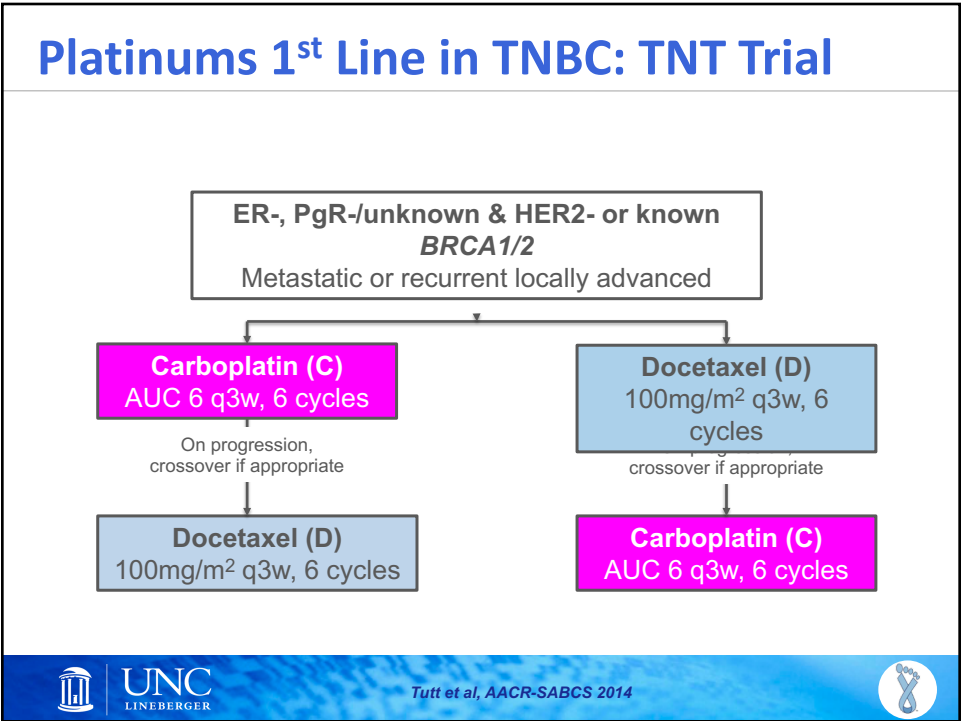 Platinums 1st Line in TNBC: TNT Trial
ER-, PgR-/unknown & HER2- or known
BRCA1/2
Metastatic or recurrent locally advanced
Carboplatin (C)
AUC 6 q3w, 6 cycles
Docetaxel (D)
100mg/m2 q3w, 6
cycles
On progression,
crossover if appropriate
crossover if appropriate
Docetaxel (D)
100mg/m2 q3w, 6 cycles
Carboplatin (C)
AUC 6 q3w, 6 cycles
UNC
LINEBERGER
Tutt et al, AACR-SABCS 2014